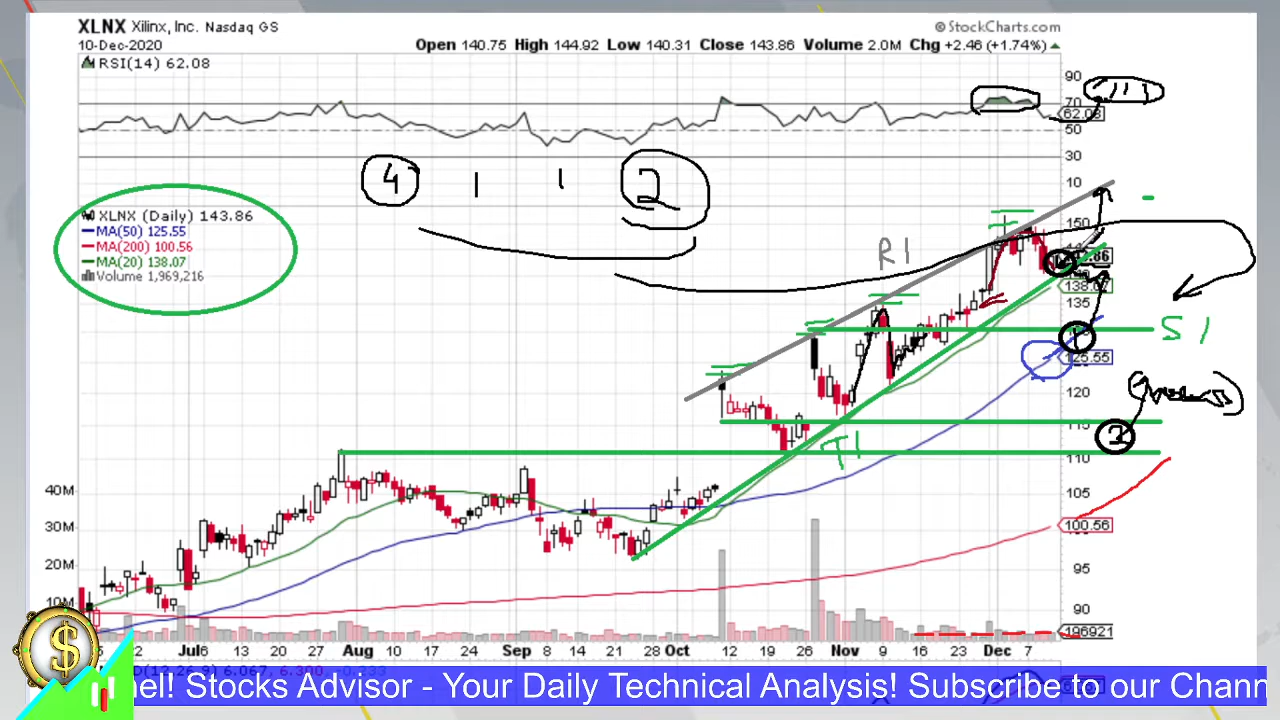 XLNX Xilinx, Inc. Nasdaq GS
© StockCharts.com
10-Dec-2020
Open 140.75 High 144.92 Low 140.31 Close 143.86 Volume 2.0M Chg +2.46 (+1.74%)
RSI(14) 62.08
90
70
62.08
50
30
10
4 1 1 2
XLNX (Daily) 143.86
MA(50) 125.55
MA(200) 100.56
MA(20) 138.07
Volume 1,969,216
150
R1
138.07
135
S1
125.55
120
115
T1
110
105
100.56
95
90
40M
30M
20M
10M
Jul 6 13 20 27 Aug 10 17 24 Sep 8 14 21 28 Oct 12 19 26 Nov 9 16 23 Dec 7
nel! Stocks Advisor - Your Daily Technical Analysis! Subscribe to our Chann